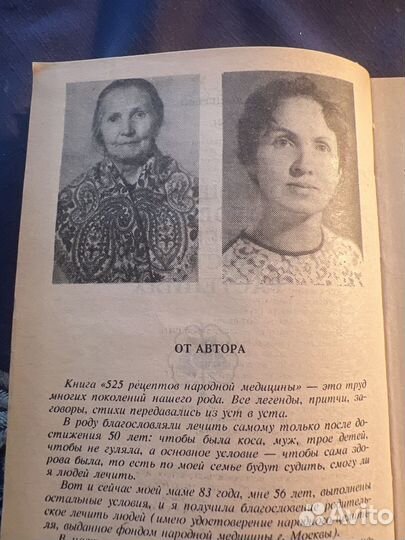 ОТ АВТОРА
Книга «525 рецептов народной медицины» — это труд
многих поколений нашего рода. Все легенды, притчи, за-
говоры, стихи передавались из уст в уста.
В роду благословляли лечить самому только после до-
стижения 50 лет: чтобы была коса, муж, трое детей,
чтобы не гуляла, а основное условие — чтобы сама здо-
рова была, то есть по моей семье будут судить, смогу ли
я людей лечить.
Вот и сейчас моей маме 83 года, мне 56 лет, выполнены
остальные условия, и я получила благословение
лечить людей (имею удостоверение
ля, выданное фондом народной медицины г. Москвы).
Avito